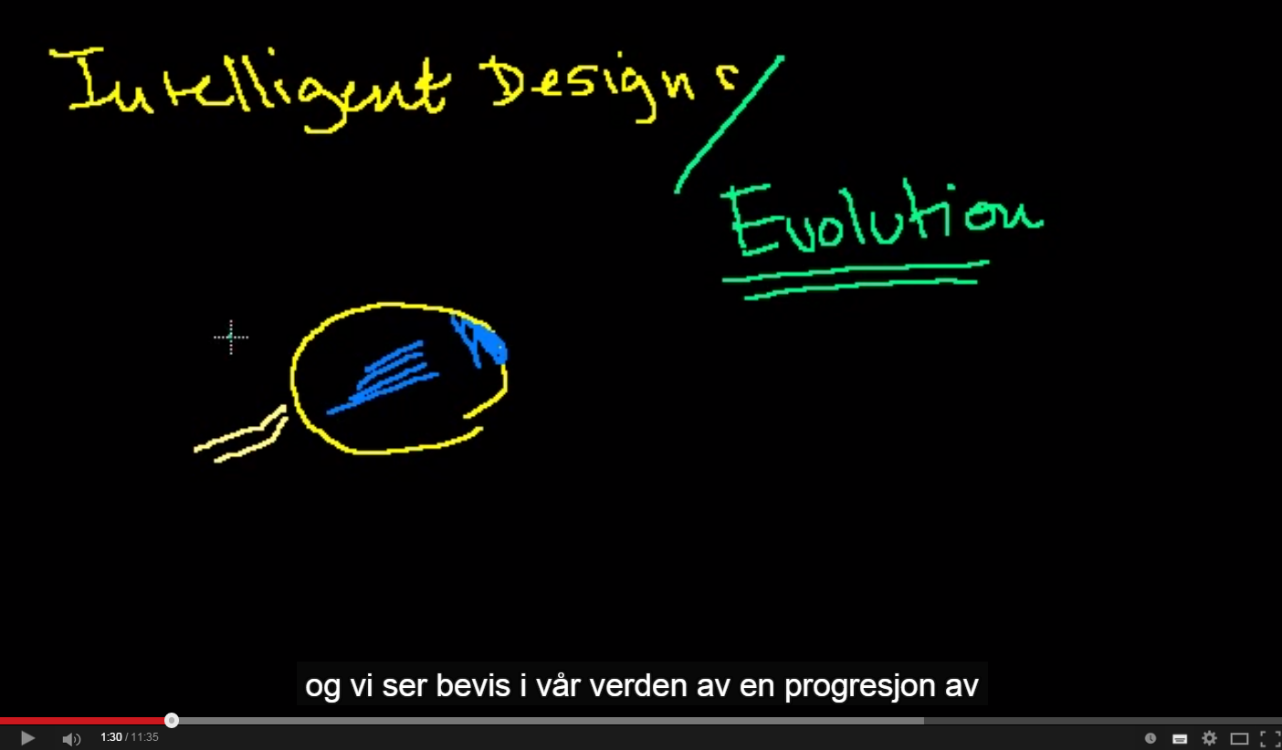 Intelligent Design
Evolution
og vi ser bevis i vår verden av en progresjon av
1:30 / 11:35